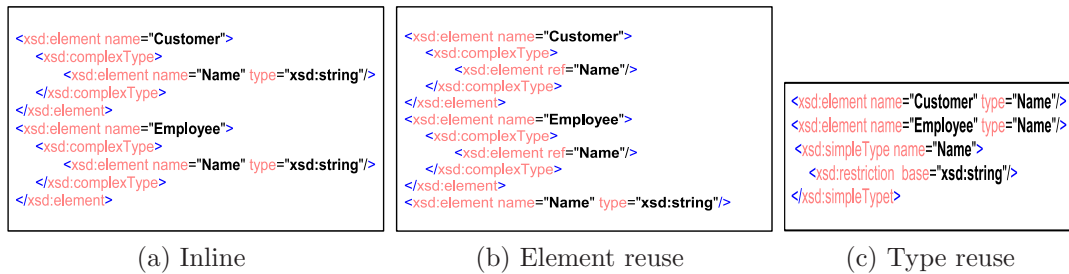 <xsd:element name="Customer">
<xsd:complexType>
<xsd:element name="Name" type="xsd:string"/>
</xsd:complexType>
</xsd:element>
<xsd:element name="Employee">
<xsd:complexType>
<xsd:element name="Name" type="xsd:string"/>
</xsd:complexType>
</xsd:element>
(a) Inline
<xsd:element name="Customer">
<xsd:complexType>
<xsd:element ref="Name"/>
</xsd:complexType>
</xsd:element>
<xsd:element name="Employee">
<xsd:complexType>
<xsd:element ref="Name"/>
</xsd:complexType>
</xsd:element>
<xsd:element name="Name" type="xsd:string"/>
(b) Element reuse
<xsd:element name="Customer" type="Name"/>
<xsd:element name="Employee" type="Name"/>
<xsd:simpleType name="Name">
<xsd:restriction base="xsd:string"/>
</xsd:simpleTypet>
(c) Type reuse